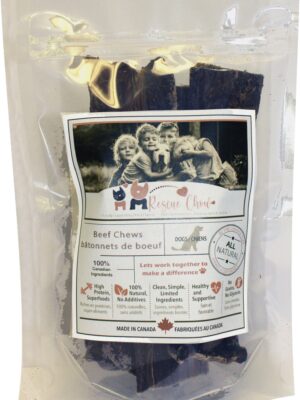 Rescue Chow
Beef Chews
bâtonnets de boeuf
DOGS / CHIENS
ALL
NATURAL
100%
Canadian
Ingredients
Lets work together to
make a difference
High
Protein,
Superfoods
100%
Natural,
No Additives
Clean, Simple,
Limited
Ingredients
Healthy
and
Supportive
No
MADE IN CANADA
FABRIQUÉES AU CANADA